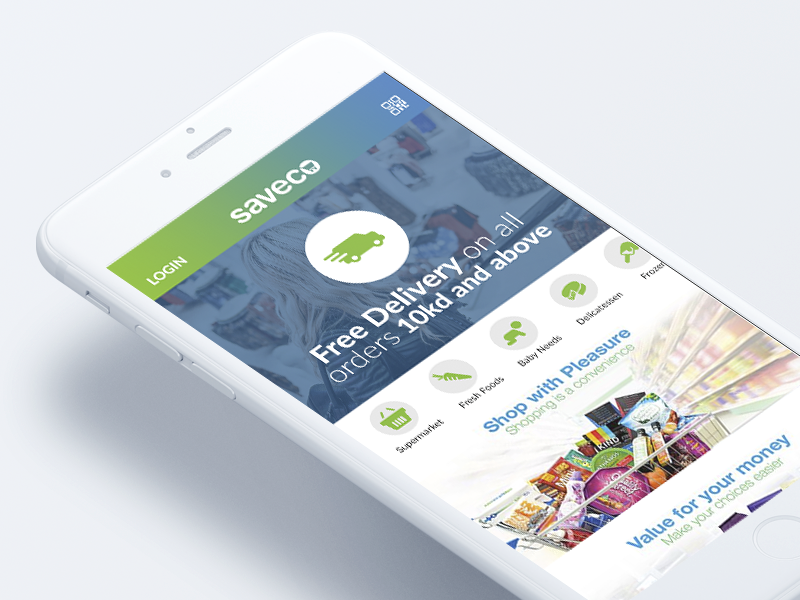 LOGIN
saveco
Free Delivery on all
orders 10kd and above
Supermarket
Fresh Foods
Baby Needs
Delicatessen
Frozen
Shop with Pleasure
Shopping is a convenience
KIND
Value for your money
Make your choices easier